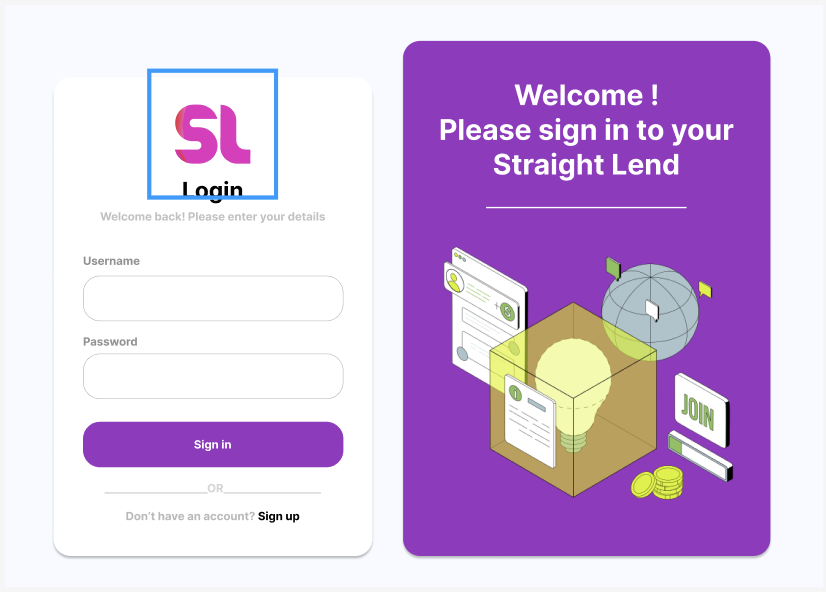 SL
Login
Welcome back! Please enter your details
Username
Password
Sign in
OR
Don't have an account? Sign up
Welcome !
Please sign in to your
Straight Lend
JOIN